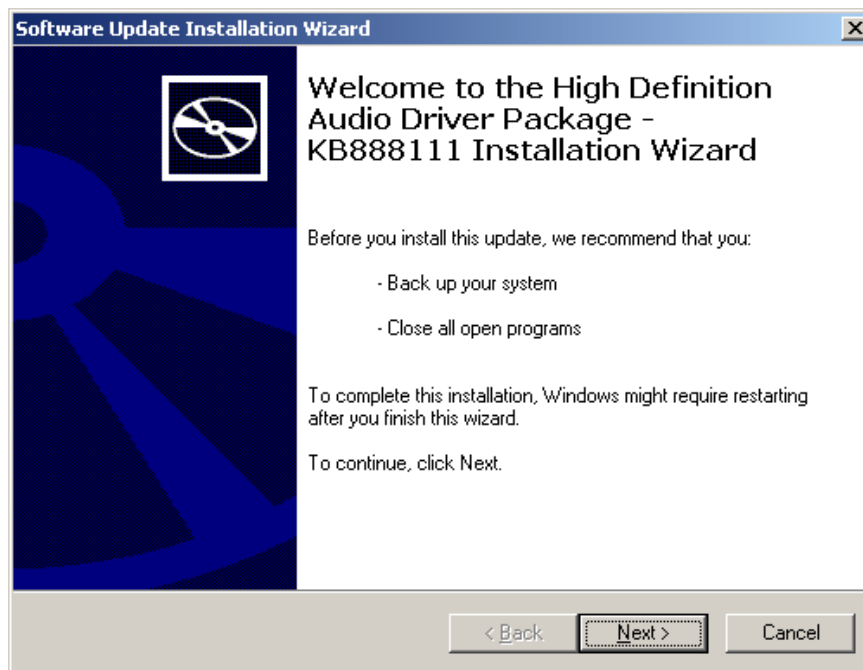 Software Update Installation Wizard
Welcome to the High Definition
Audio Driver Package -
KB888111 Installation Wizard
Before you install this update, we recommend that you:
- Back up your system
- Close all open programs
To complete this installation, Windows might require restarting
after you finish this wizard.
To continue, click Next.
< Back
Next >
Cancel